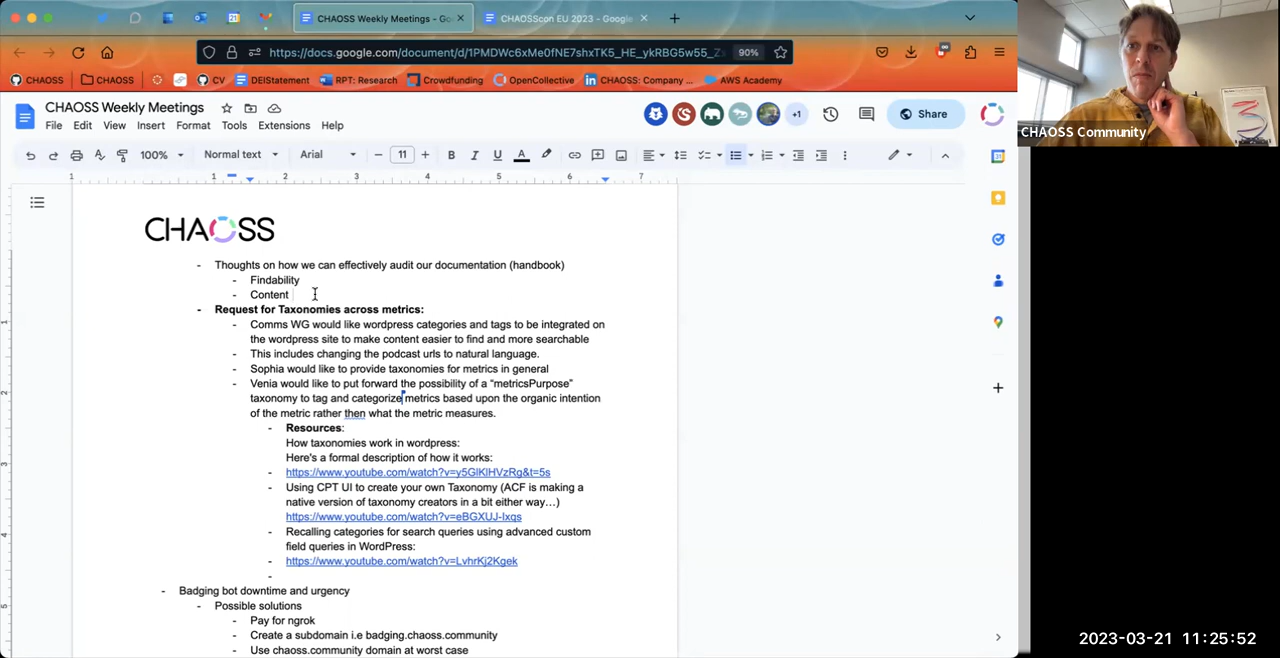 CHAOSS Weekly Meetings - Go
CHAOSScon EU 2023 - Google
https://docs.google.com/document/d/1PMDWc6xMe0fNE7shxTK5_HE_ykRBG5w55_Z
90%
CHAOSS
CHAOSS
CV
DEIStatement
RPT: Research
Crowdfunding
OpenCollective
CHAOSS: Company ...
AWS Academy
CHAOSS Community
CHAOSS Weekly Meetings
+1
Share
File Edit View Insert Format Tools Extensions Help
100% Normal text Arial 11 B I U A
1 1 2 3 4 5 6 7
CHAOSS
- Thoughts on how we can effectively audit our documentation (handbook)
- Findability
- Content
- Request for Taxonomies across metrics:
- Comms WG would like wordpress categories and tags to be integrated on
the wordpress site to make content easier to find and more searchable
- This includes changing the podcast urls to natural language.
- Sophia would like to provide taxonomies for metrics in general
- Venia would like to put forward the possibility of a “metricsPurpose”
taxonomy to tag and categorize metrics based upon the organic intention
of the metric rather then what the metric measures.
- Resources:
How taxonomies work in wordpress:
Here's a formal description of how it works:
- https://www.youtube.com/watch?v=y5GlKlHVzRg&t=5s
- Using CPT UI to create your own Taxonomy (ACF is making a
native version of taxonomy creators in a bit either way…)
https://www.youtube.com/watch?v=eBGXUJ-Ixqs
- Recalling categories for search queries using advanced custom
field queries in WordPress:
- https://www.youtube.com/watch?v=LvhrKj2Kgek
-
- Badging bot downtime and urgency
- Possible solutions
- Pay for ngrok
- Create a subdomain i.e badging.chaoss.community
- Use chaoss.community domain at worst case
2023-03-21 11:25:52